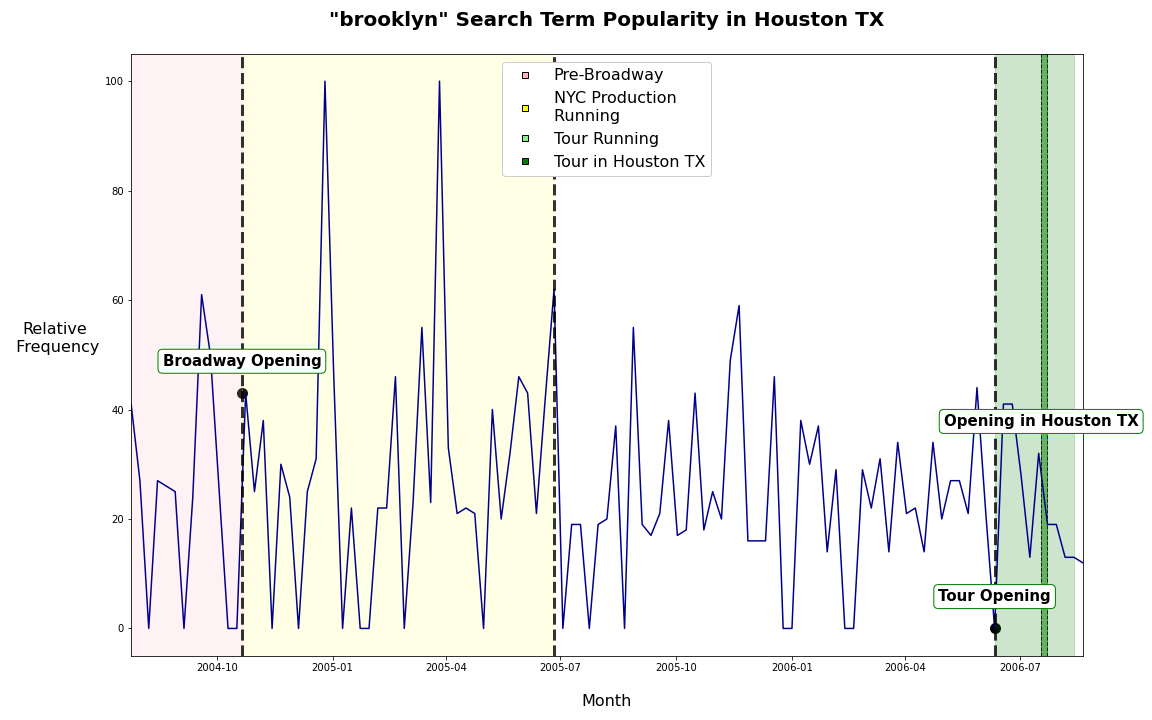 "brooklyn" Search Term Popularity in Houston TX
Pre-Broadway
NYC Production
Running
Tour Running
Tour in Houston TX
100
80
60
40
20
0
Relative
Frequency
Broadway Opening
Opening in Houston TX
Tour Opening
2004-10
2005-01
2005-04
2005-07
2005-10
2006-01
2006-04
2006-07
Month